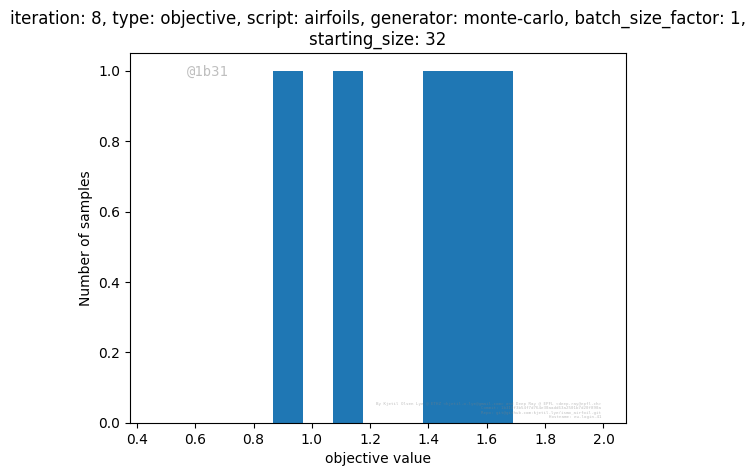 iteration: 8, type: objective, script: airfoils, generator: monte-carlo, batch_size_factor: 1,
starting_size: 32
@1b31
Number of samples
1.0
0.8
0.6
0.4
0.2
0.0
0.4 0.6 0.8 1.0 1.2 1.4 1.6 1.8 2.0
objective value